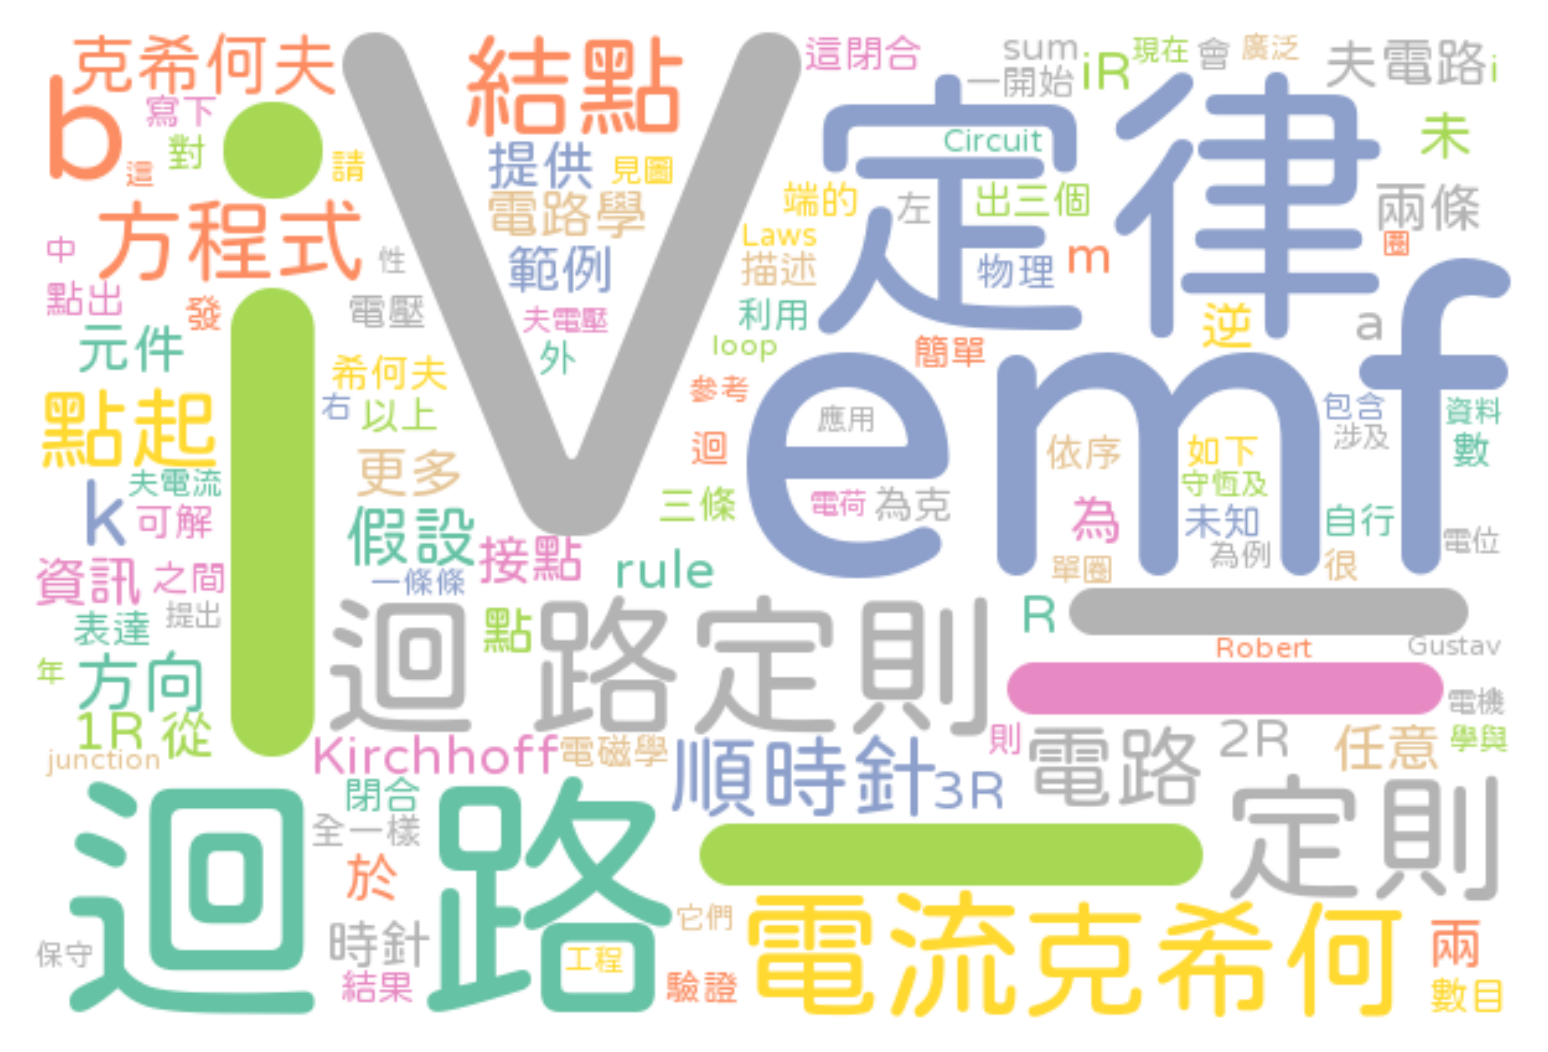 克希何夫
結點
這閉合
sum
現在
會
廣泛
夫電路
i
b
寫下
iR
一開始
對
Circuit
定律
未
這
i
請
V
提供
見圖
端的
左
出三個
兩條
方程式
電路學
Laws
m
圈
中
性
範例
描述
物理
點出
發
電壓
夫電壓
利用
逆
a
元件
外
loop
簡單
希何夫
點起
右
以上
參考
emf
包含
資料
應用
涉及
更多
迴
依序
如下
數
夫電流
守恆及
k
可解
假設
三條
電荷
為克
為
未知
自行
接點
電位
為例
資訊
之間
一條條
rule
單圈
很
提出
表達
點
迴路定則
R
一
Robert
Gustav
年
方向
一
電機
1R
從
則
電路
2R
任意
學與
junction
Kirchhoff
電磁學
順時針
3R
閉合
定則
迴路
全一樣
一
於
電流克希何
它們
兩
保守
時針
工程
結果
驗證
數目